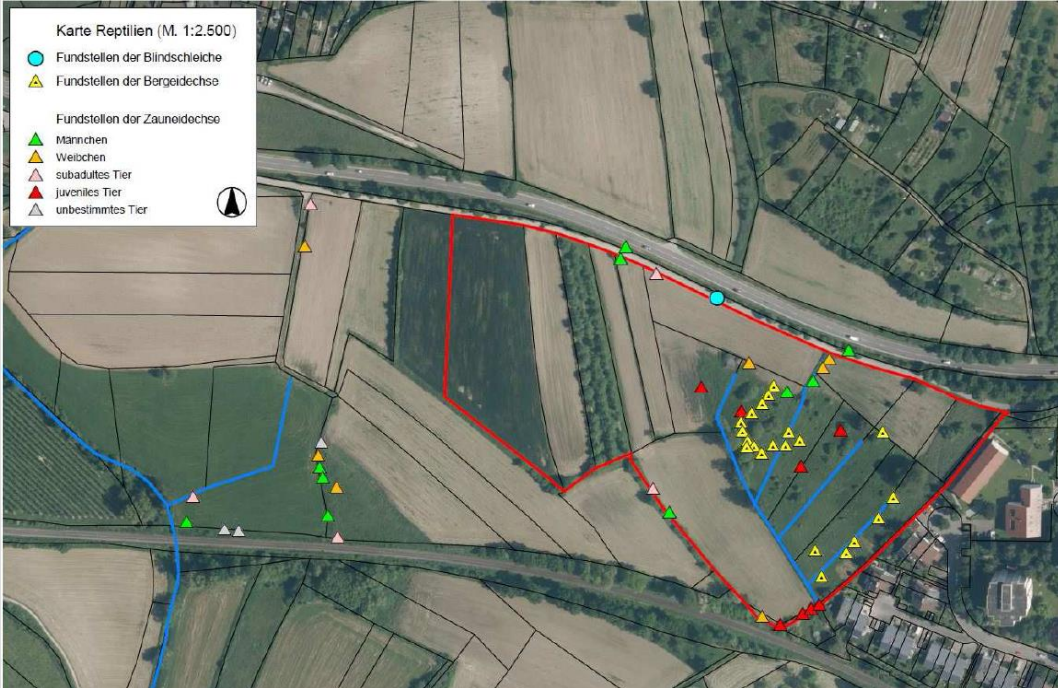 Karte Reptilien (M. 1:2.500)
Fundstellen der Blindschleiche
Fundstellen der Bergeidechse
Fundstellen der Zauneidechse
Männchen
Weibchen
subadultes Tier
juveniles Tier
unbestimmtes Tier